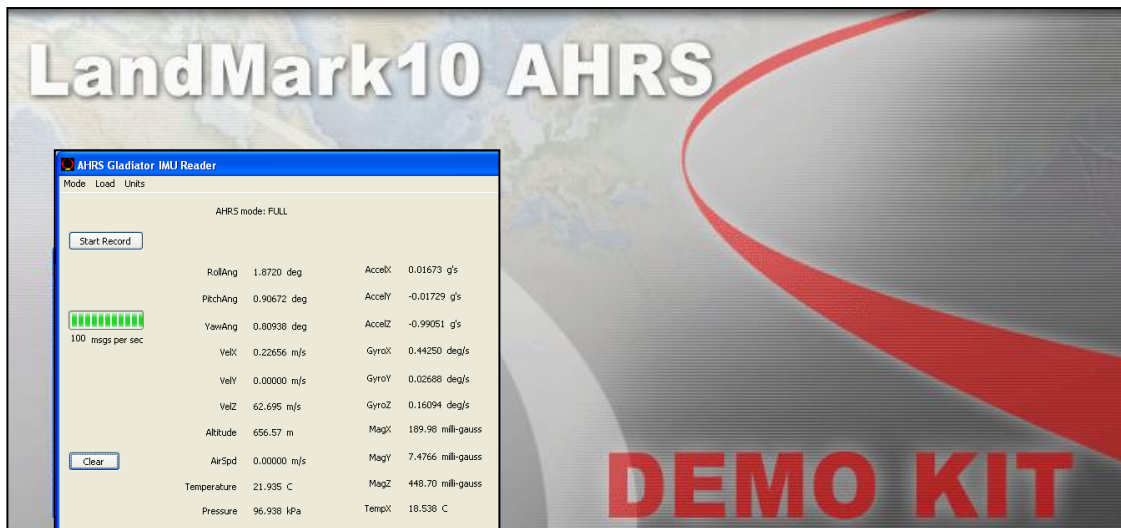 LandMark10 AHRS
AHRS Gladiator IMU Reader
Mode Load Units
AHRS mode: FULL
Start Record
RollAng 1.8720 deg AccelX 0.01673 g's
PitchAng 0.90672 deg AccelY -0.01729 g's
YawAng 0.80938 deg AccelZ -0.99051 g's
100 msgs per sec
VelX 0.22656 m/s GyroX 0.44250 deg/s
VelY 0.00000 m/s GyroY 0.02688 deg/s
VelZ 62.695 m/s GyroZ 0.16094 deg/s
Altitude 656.57 m MagX 189.98 milli-gauss
Clear
AirSpd 0.00000 m/s MagY 7.4766 milli-gauss
Temperature 21.935 C MagZ 448.70 milli-gauss
Pressure 96.938 kPa TempX 18.538 C
DEMO KIT